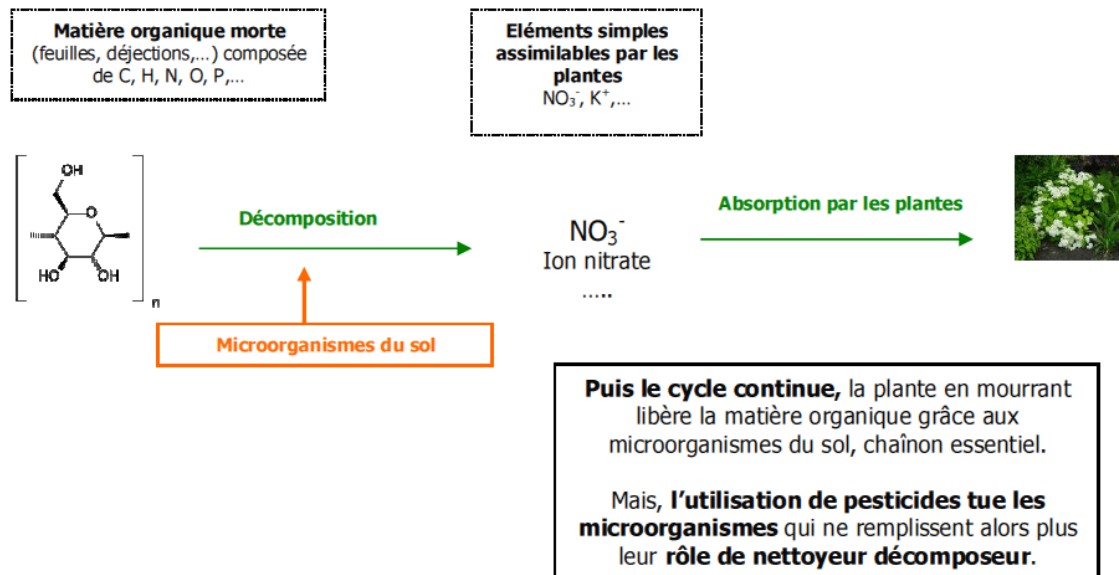 Matière organique morte
(feuilles, déjections,...) composée
de C, H, N, O, P,...
Eléments simples
assimilables par les
plantes
NO₃⁻, K⁺,...
OH
O
HO
OH
n
Décomposition
NO₃⁻
Ion nitrate
.....
Absorption par les plantes
Microorganismes du sol
Puis le cycle continue, la plante en mourrant
libère la matière organique grâce aux
microorganismes du sol, chaînon essentiel.
Mais, l'utilisation de pesticides tue les
microorganismes qui ne remplissent alors plus
leur rôle de nettoyeur décomposeur.